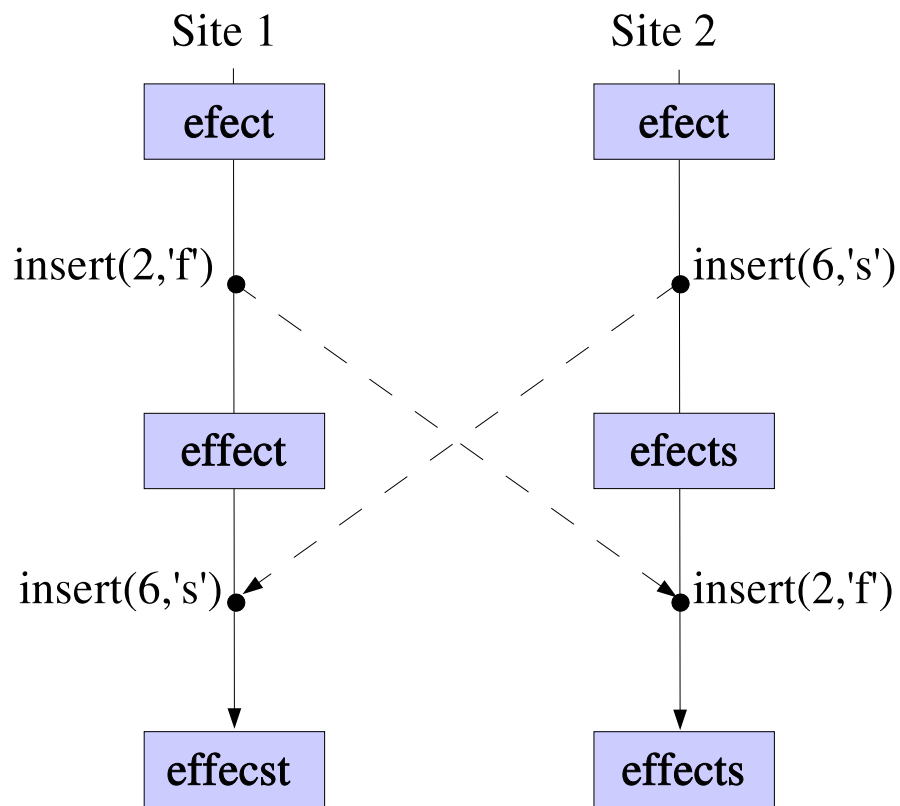 Site 1 Site 2
efect efect
insert(2,'f') insert(6,'s')
effect efects
insert(6,'s') insert(2,'f')
effecst effects